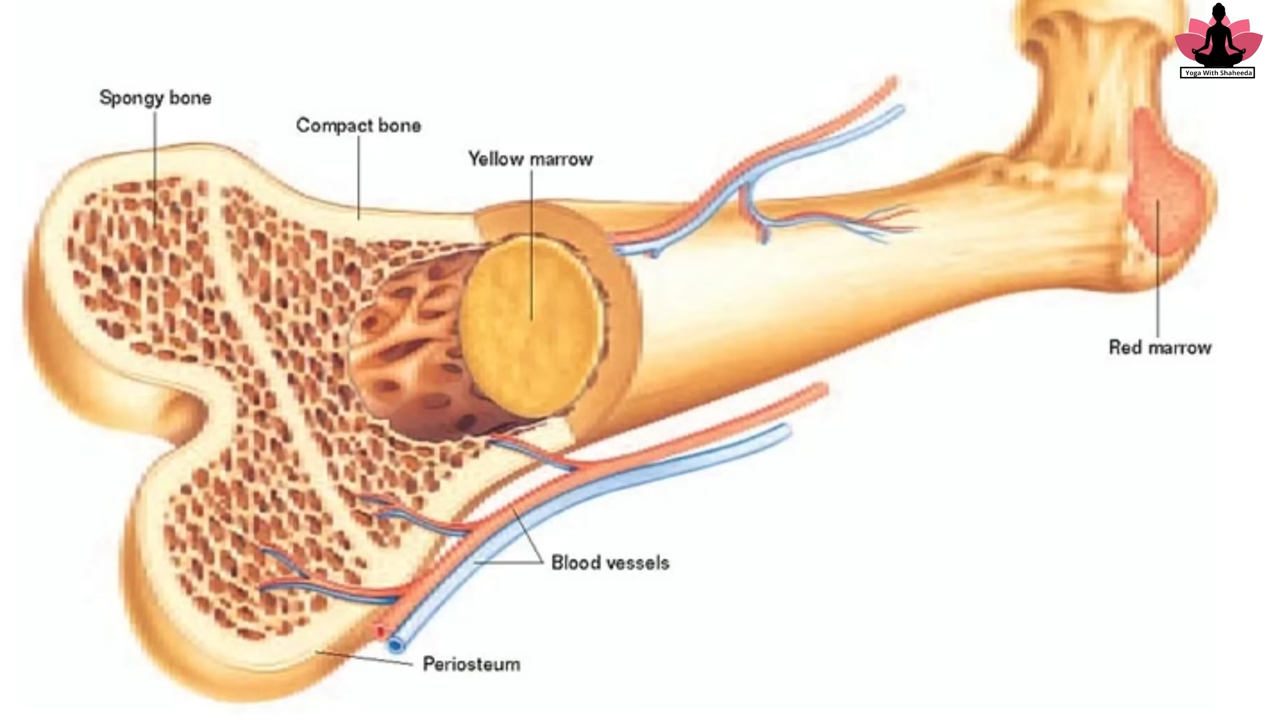 Yoga With Shaheeda
Spongy bone
Compact bone
Yellow marrow
Red marrow
Blood vessels
Periosteum